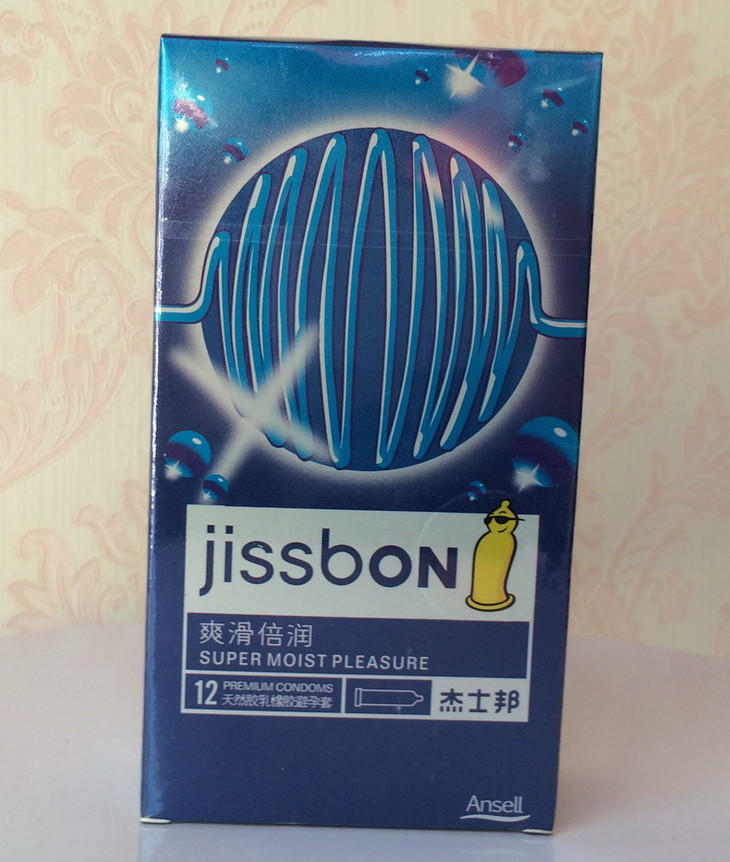 jissbON
爽滑倍润
SUPER MOIST PLEASURE
12 PREMIUM CONDOMS
天然胶乳橡胶避孕套
杰士邦
Ansell